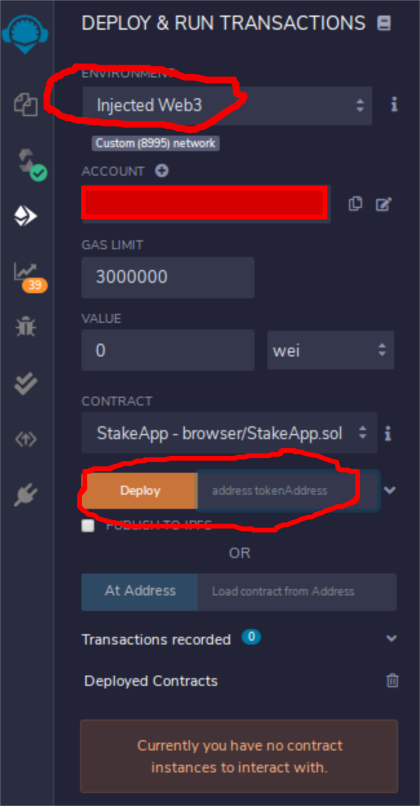 DEPLOY & RUN TRANSACTIONS
ENVIRONMENT
Injected Web3
Custom (8995) network
ACCOUNT
GAS LIMIT
3000000
VALUE
0 wei
CONTRACT
StakeApp - browser/StakeApp.sol
Deploy address tokenAddress
PUBLISH TO IPFS
OR
At Address Load contract from Address
39
Transactions recorded 0
Deployed Contracts
Currently you have no contract
instances to interact with.